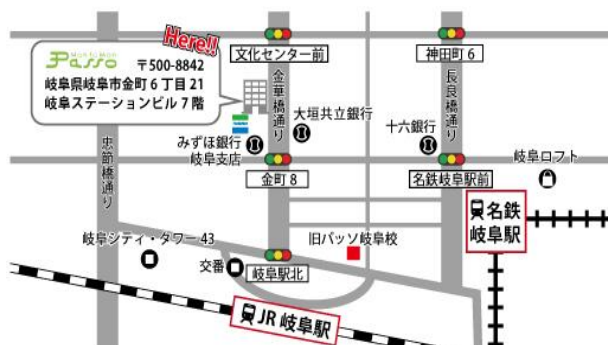 Here!!
Passo
〒500-8842
岐阜県岐阜市金町6丁目21
岐阜ステーションビル7階
文化センター前
神田町6
金華橋通り
長良橋通り
忠節橋通り
大垣共立銀行
十六銀行
みずほ銀行
岐阜支店
岐阜ロフト
金町8
名鉄岐阜駅前
名鉄
岐阜駅
岐阜シティ・タワー43
旧パッソ岐阜校
交番
岐阜駅北
JR岐阜駅